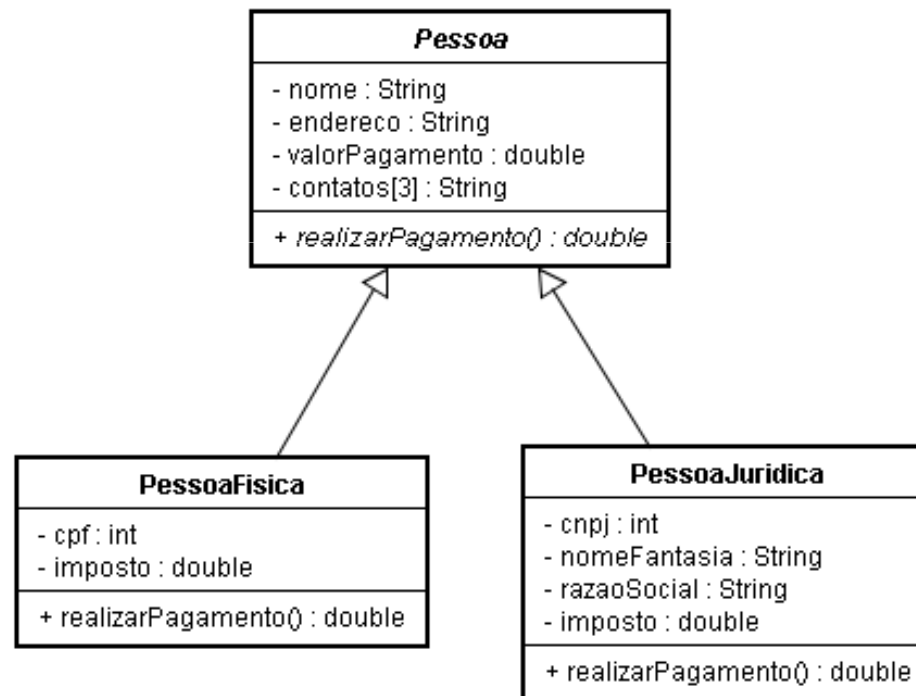 Pessoa
- nome : String
- endereco : String
- valorPagamento : double
- contatos[3] : String
+ realizarPagamento() : double
PessoaFisica
- cpf : int
- imposto : double
+ realizarPagamento() : double
PessoaJuridica
- cnpj : int
- nomeFantasia : String
- razaoSocial : String
- imposto : double
+ realizarPagamento() : double